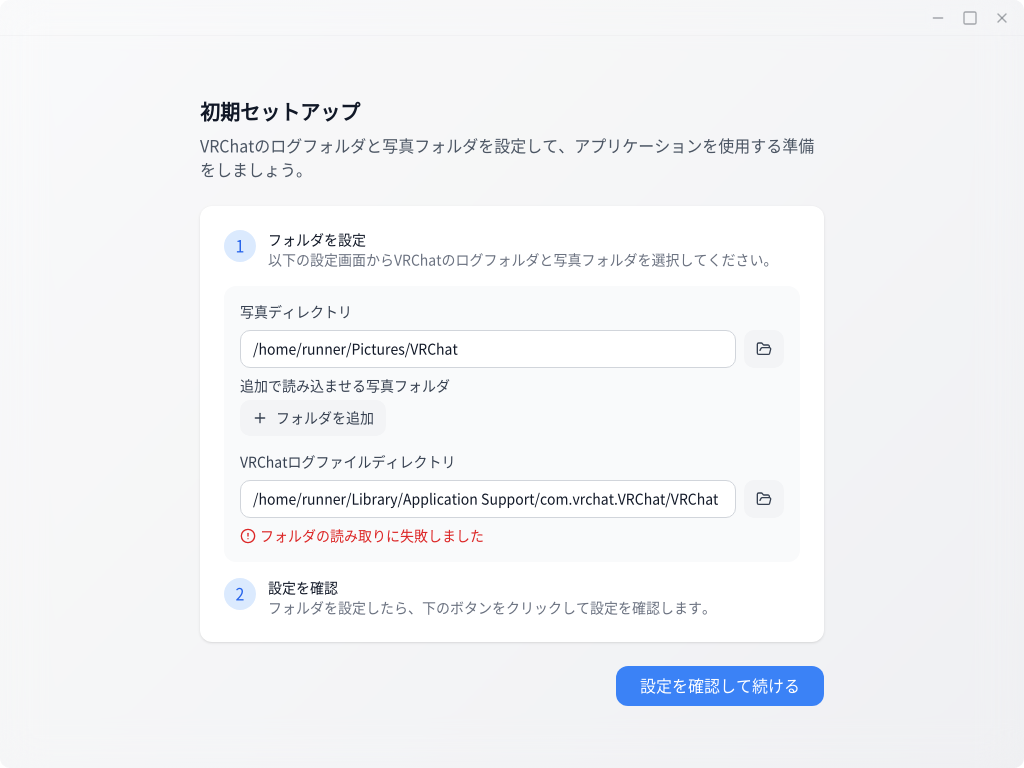 初期セットアップ
VRChatのログフォルダと写真フォルダを設定して、アプリケーションを使用する準備
をしましょう。
1
フォルダを設定
以下の設定画面からVRChatのログフォルダと写真フォルダを選択してください。
写真ディレクトリ
/home/runner/Pictures/VRChat
追加で読み込ませる写真フォルダ
フォルダを追加
VRChatログファイルディレクトリ
/home/runner/Library/Application Support/com.vrchat.VRChat/VRChat
フォルダの読み取りに失敗しました
2
設定を確認
フォルダを設定したら、下のボタンをクリックして設定を確認します。
設定を確認して続ける